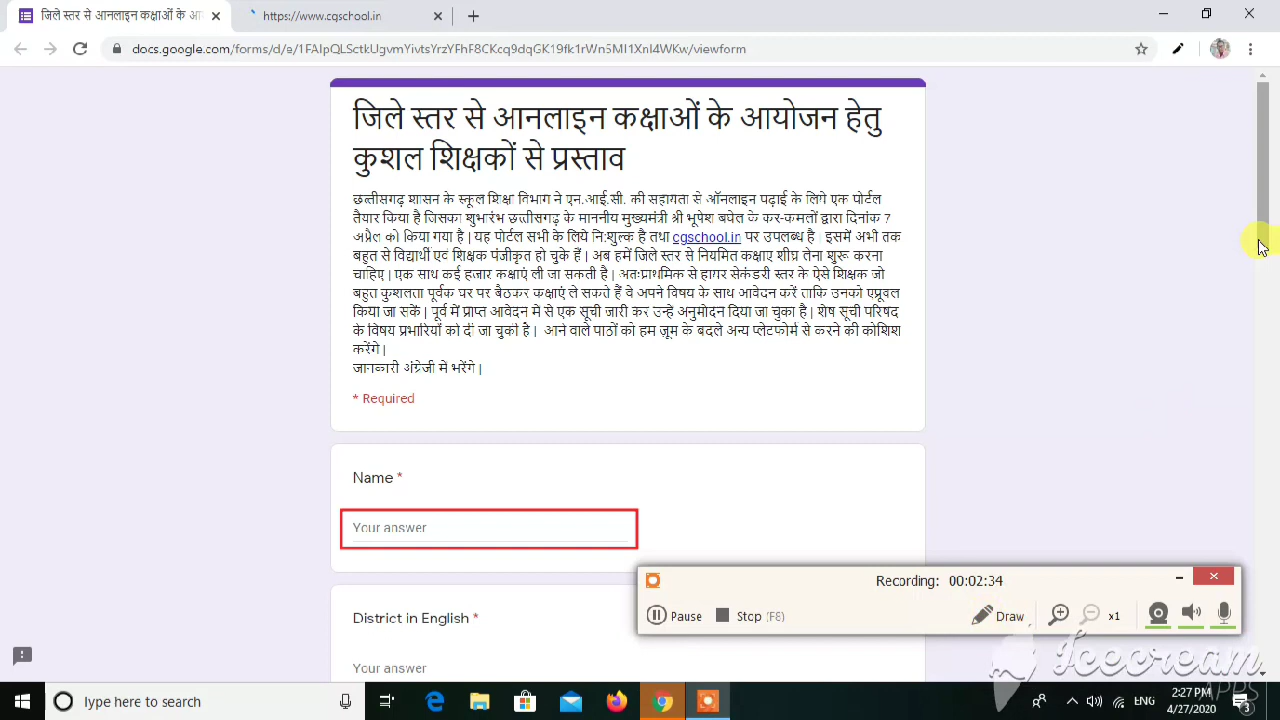 जिले स्तर से आनलाइन कक्षाओं के आ
https://www.cgschool.in
docs.google.com/forms/d/e/1FAIpQLSctkUgvmYivtsYrzYFhF8CKcq9dqGK19fk1rWn5MI1XnI4WKw/viewform
जिले स्तर से आनलाइन कक्षाओं के आयोजन हेतु
कुशल शिक्षकों से प्रस्ताव
छत्तीसगढ़ शासन के स्कूल शिक्षा विभाग ने एन.आई.सी. की सहायता से ऑनलाइन पढ़ाई के लिये एक पोर्टल
तैयार किया है जिसका शुभारंभ छत्तीसगढ़ के माननीय मुख्यमंत्री श्री भूपेश बघेल के कर-कमलों द्वारा दिनांक 7
अप्रैल को किया गया है | यह पोर्टल सभी के लिये नि:शुल्क है तथा cgschool.in पर उपलब्ध है | इसमें अभी तक
बहुत से विद्यार्थी एवं शिक्षक पंजीकृत हो चुके हैं | अब हमें जिले स्तर से नियमित कक्षाए शीघ्र लेना शुरू करना
चाहिए | एक साथ कई हजार कक्षाएं ली जा सकती है | अतःप्राथमिक से हायर सेकंडरी स्तर के ऐसे शिक्षक जो
बहुत कुशलता पूर्वक घर पर बैठकर कक्षाएं ले सकते हैं वे अपने विषय के साथ आवेदन करें ताकि उनको एप्रूवल
किया जा सकें | पूर्व में प्राप्त आवेदन में से एक सूची जारी कर उन्हें अनुमोदन दिया जा चुका है | शेष सूची परिषद
के विषय प्रभारियों को दी जा चुकी है | आने वाले पाठों को हम ज़ूम के बदले अन्य प्लेटफोर्म से करने की कोशिश
करेंगे |
जानकारी अंग्रेजी में भरेंगे |
* Required
Name *
Your answer
Recording: 00:02:34
Pause Stop (F8) Draw x1
District in English *
Your answer
Icecream
APPS
Type here to search
ENG
2:27 PM
4/27/2020
3